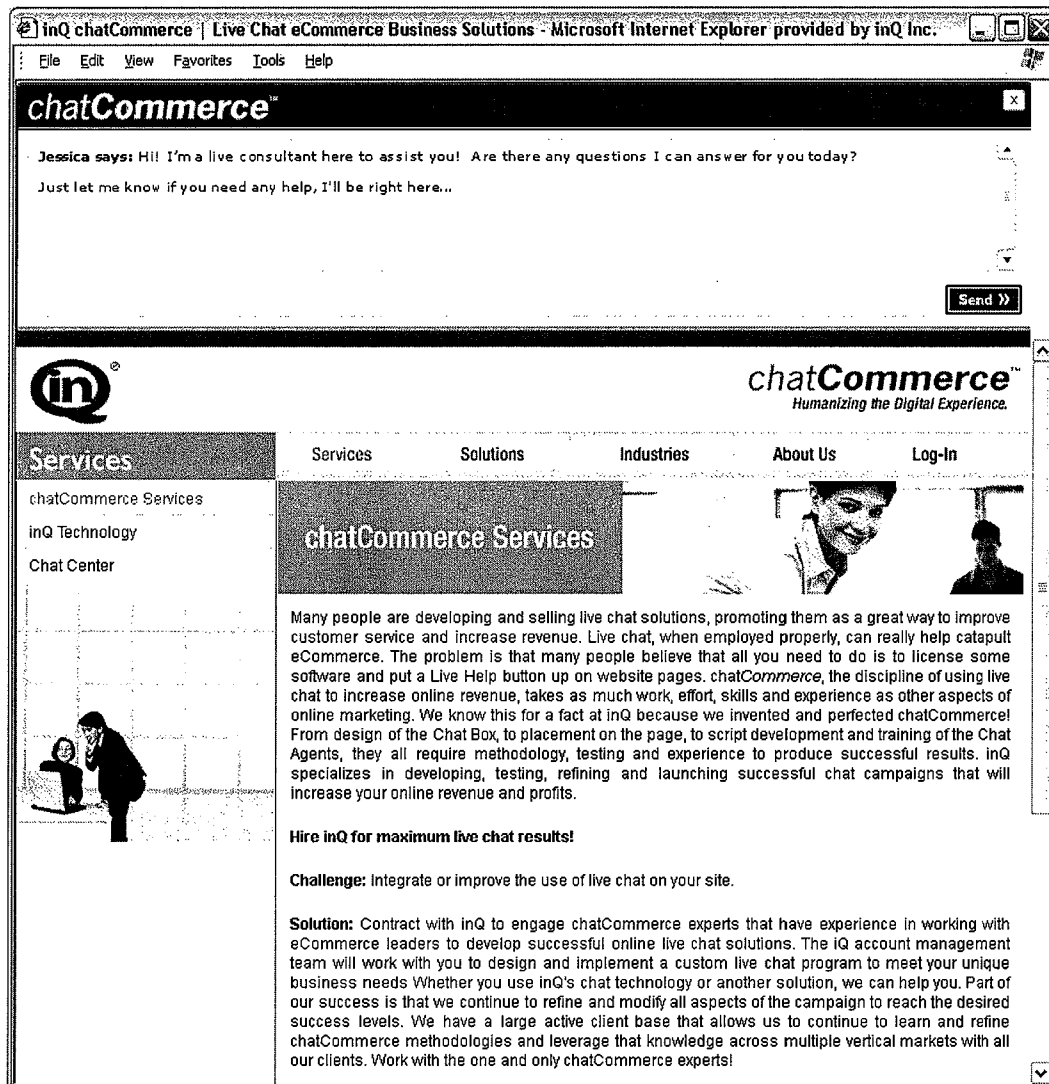 inQ chatCommerce | Live Chat eCommerce Business Solutions - Microsoft Internet Explorer provided by inQ Inc.
File Edit View Favorites Tools Help
chatCommerce™
x
Jessica says: Hi! I'm a live consultant here to assist you! Are there any questions I can answer for you today?
Just let me know if you need any help, I'll be right here...
Send »
inQ®
chatCommerce™
Humanizing the Digital Experience.
Services
Services Solutions Industries About Us Log-In
chatCommerce Services
inQ Technology
Chat Center
chatCommerce Services
Many people are developing and selling live chat solutions, promoting them as a great way to improve
customer service and increase revenue. Live chat, when employed properly, can really help catapult
eCommerce. The problem is that many people believe that all you need to do is to license some
software and put a Live Help button up on website pages. chatCommerce, the discipline of using live
chat to increase online revenue, takes as much work, effort, skills and experience as other aspects of
online marketing. We know this for a fact at inQ because we invented and perfected chatCommerce!
From design of the Chat Box, to placement on the page, to script development and training of the Chat
Agents, they all require methodology, testing and experience to produce successful results. inQ
specializes in developing, testing, refining and launching successful chat campaigns that will
increase your online revenue and profits.
Hire inQ for maximum live chat results!
Challenge: Integrate or improve the use of live chat on your site.
Solution: Contract with inQ to engage chatCommerce experts that have experience in working with
eCommerce leaders to develop successful online live chat solutions. The iQ account management
team will work with you to design and implement a custom live chat program to meet your unique
business needs Whether you use inQ's chat technology or another solution, we can help you. Part of
our success is that we continue to refine and modify all aspects of the campaign to reach the desired
success levels. We have a large active client base that allows us to continue to learn and refine
chatCommerce methodologies and leverage that knowledge across multiple vertical markets with all
our clients. Work with the one and only chatCommerce experts!